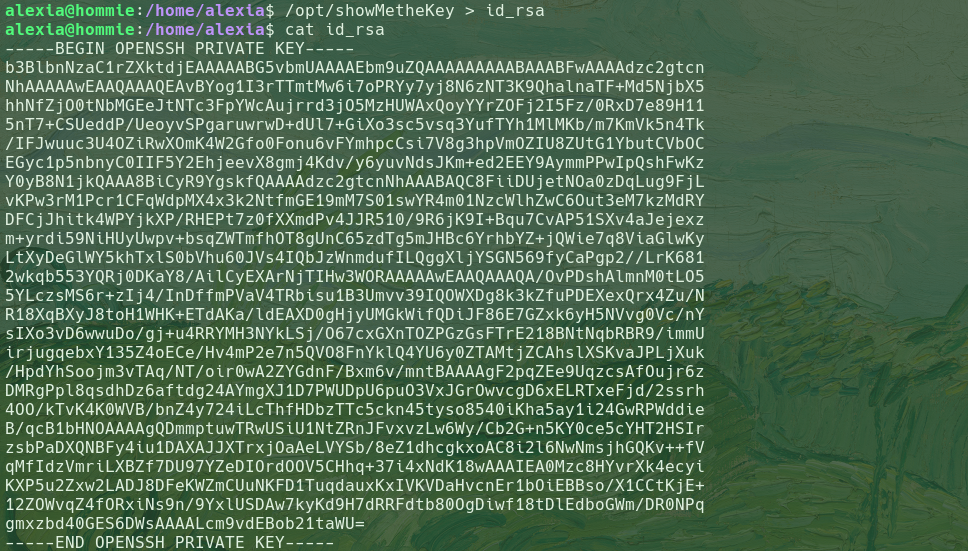 alexia@hommie:/home/alexia$ /opt/showMetheKey > id_rsa
alexia@hommie:/home/alexia$ cat id_rsa
-----BEGIN OPENSSH PRIVATE KEY-----
b3BlbnNzaC1rZXktdjEAAAAABG5vbmUAAAAEbm9uZQAAAAAAAAABAAABFwAAAAdzc2gtcn
NhAAAAAwEAAQAAAQEAvBYog1I3rTTmtMw6i7oPRYy7yj8N6zNT3K9QhalnaTF+Md5NjbX5
hhNfZjO0tNbMGEeJtNTc3FpYWcAujrrd3jO5MzHUWAxQoyYYrZOFj2I5Fz/0RxD7e89H11
5nT7+CSUeddP/UeoyvSPgaruwrwD+dUl7+GiXo3sc5vsq3YufTYh1MlMKb/m7KmVk5n4Tk
/IFJwuuc3U4OZiRwXOmK4W2Gfo0Fonu6vFYmhpcCsi7V8g3hpVmOZIU8ZUtG1YbutCVbOC
EGyc1p5nbnyC0IIF5Y2EhjeevX8gmj4Kdv/y6yuvNdsJKm+ed2EEY9AymmPPwIpQshFwKz
Y0yB8N1jkQAAA8BiCyR9YgskfQAAAAdzc2gtcnNhAAABAQC8FiiDUjetNOa0zDqLug9FjL
vKPw3rM1Pcr1CFqWdpMX4x3k2NtfmGE19mM7S01swYR4m01NzcWlhZwC6Out3eM7kzMdRY
DFCjJhitk4WPYjkXP/RHEPt7z0fXXmdPv4JJR510/9R6jK9I+Bqu7CvAP51SXv4aJejexz
m+yrdi59NiHUyUwpv+bsqZWTmfhOT8gUnC65zdTg5mJHBc6YrhbYZ+jQWie7q8ViaGlwKy
LtXyDeGlWY5khTxlS0bVhu60JVs4IQbJzWnmdufILQggXljYSGN569fyCaPgp2//LrK681
2wkqb553YQRj0DKaY8/AilCyEXArNjTIHw3WORAAAAAwEAAQAAAQA/OvPDshAlmnM0tLO5
5YLczsMS6r+zIj4/InDffmPVaV4TRbisu1B3Umvv39IQOWXDg8k3kZfuPDEXexQrx4Zu/N
R18XqBXyJ8toH1WHK+ETdAKa/ldEAXD0gHjyUMGkWifQDiJF86E7GZxk6yH5NVvg0Vc/nY
sIXo3vD6wwuDo/gj+u4RRYMH3NYkLSj/O67cxGXnTOZPGzGsFTrE218BNtNqbRBR9/immU
irjugqebxY135Z4oECe/Hv4mP2e7n5QVO8FnYklQ4YU6y0ZTAMtjZCAhslXSKvaJPLjXuk
/HpdYhSoojm3vTAq/NT/oir0wA2ZYGdnF/Bxm6v/mntBAAAAgF2pqZEe9UqzcsAfOujr6z
DMRgPpl8qsdhDz6aftdg24AYmgXJ1D7PWUDpU6puO3VxJGrOwvcgD6xELRTxeFjd/2ssrh
4OO/kTvK4K0WVB/bnZ4y724iLcThfHDbzTTc5ckn45tyso8540iKha5ay1i24GwRPWddie
B/qcB1bHNOAAAAgQDmmptuwTRwUSiU1NtZRnJFvxvzLw6Wy/Cb2G+n5KY0ce5cYHT2HSIr
zsbPaDXQNBFy4iu1DAXAJJXTrxjOaAeLVYSb/8eZ1dhcgkxoAC8i2l6NwNmsjhGQKv++fV
qMfIdzVmriLXBZf7DU97YZeDIOrdOOV5CHhq+37i4xNdK18wAAAIEA0Mzc8HYvrXk4ecyi
KXP5u2Zxw2LADJ8DFeKWZmCUuNKFD1TuqdauxKxIVKVDaHvcnEr1bOiEBBso/X1CCtKjE+
12ZOWvqZ4fORxiNs9n/9YxlUSDAw7kyKd9H7dRRFdtb80OgDiwf18tDlEdboGWm/DR0NPq
gmxzbd40GES6DWsAAAALcm9vdEBob21taWU=
-----END OPENSSH PRIVATE KEY-----